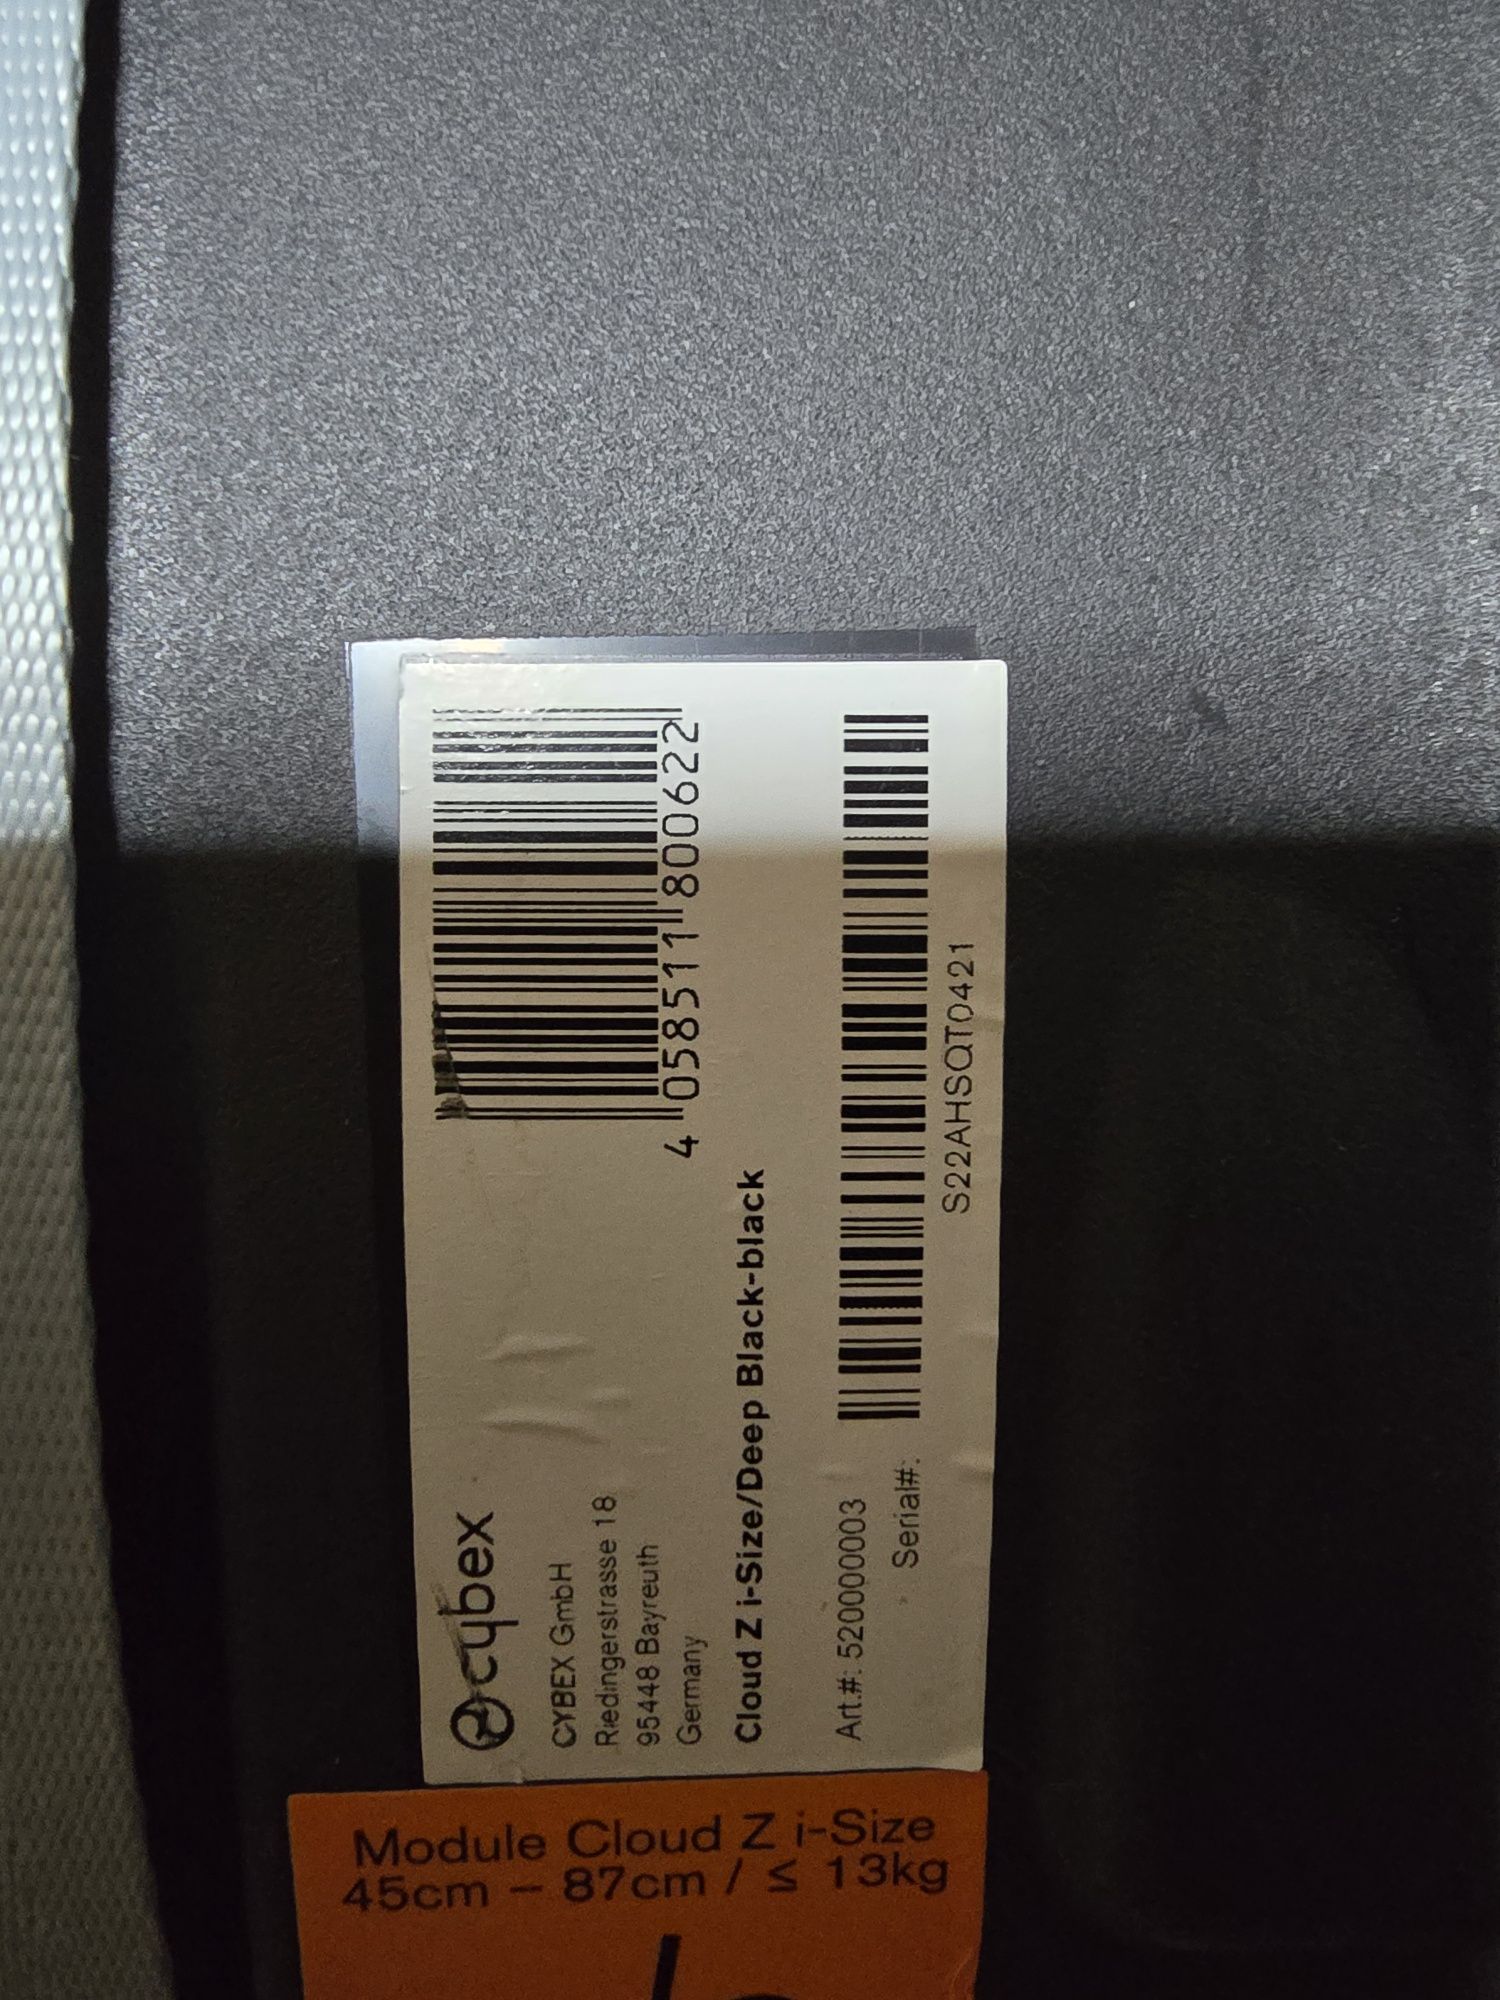 cybex
CYBEX GmbH
Riedingerstrasse 18
95448 Bayreuth
Germany
4 058511 800622
Cloud Z i-Size/Deep Black-black
Art.#: 520000003
Serial#:
S22AHSQT0421
Module Cloud Z i-Size
45cm – 87cm / ≤ 13kg